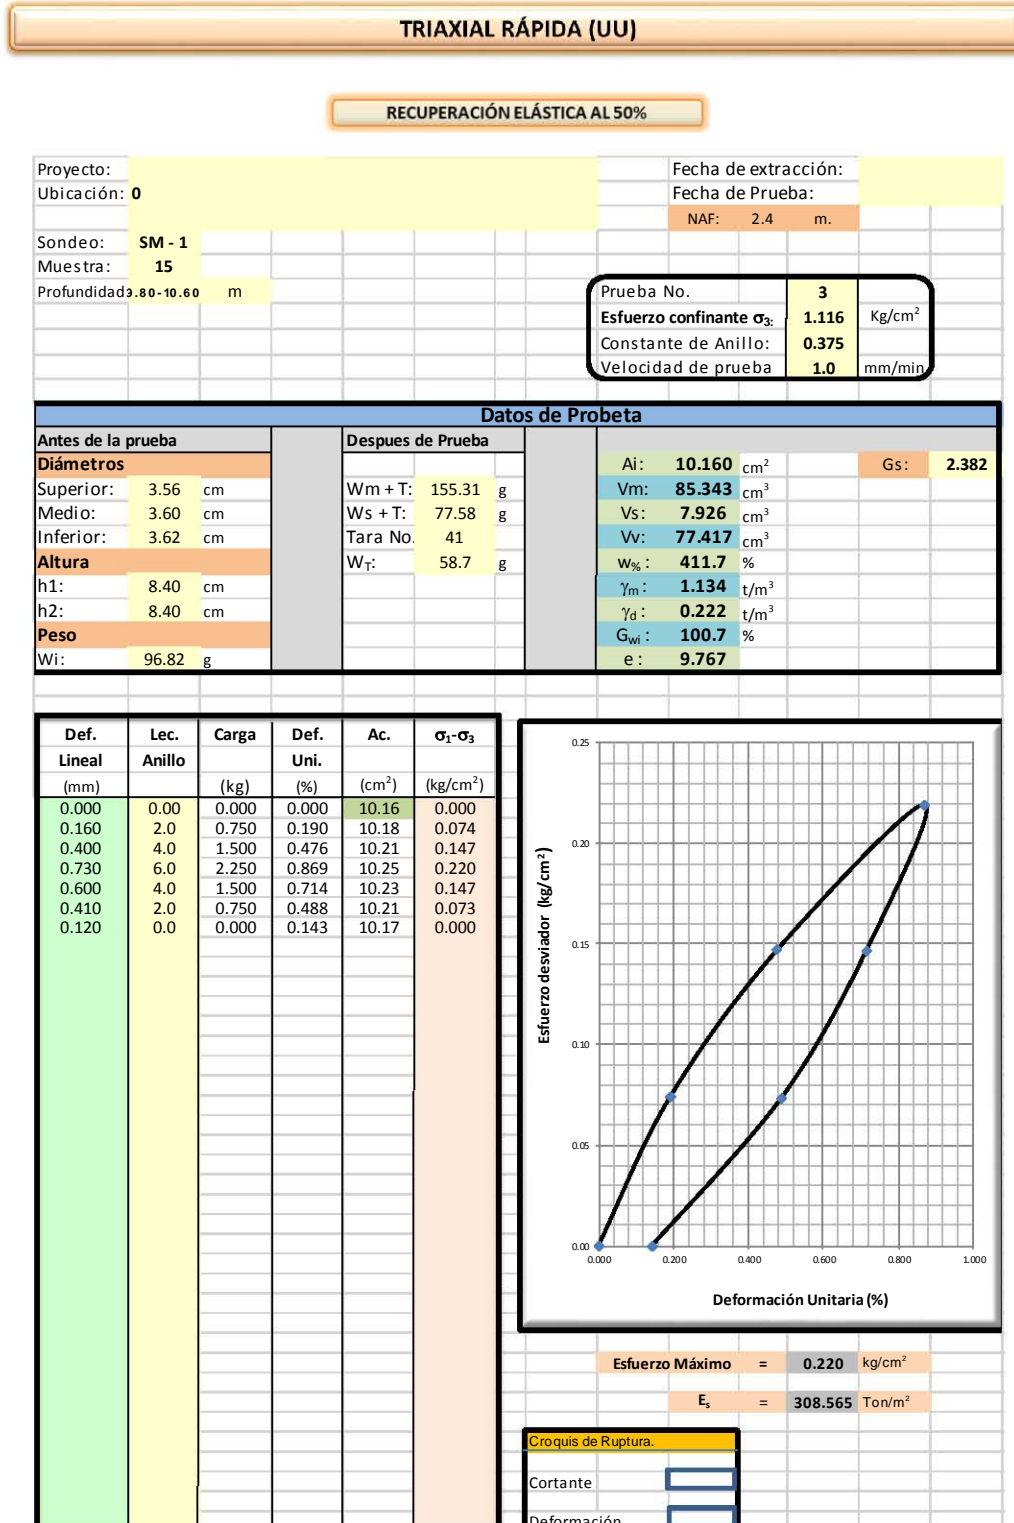 TRIAXIAL RÁPIDA (UU)
RECUPERACIÓN ELÁSTICA AL 50%
Proyecto: Fecha de extracción:
Ubicación: 0 Fecha de Prueba:
NAF: 2.4 m.
Sondeo: SM - 1
Muestra: 15
Profundidad: 9.80-10.60 m
Prueba No. 3
Esfuerzo confinante σ3: 1.116 Kg/cm²
Constante de Anillo: 0.375
Velocidad de prueba 1.0 mm/min
Datos de Probeta
Antes de la prueba Despues de Prueba
Diámetros Ai: 10.160 cm² Gs: 2.382
Superior: 3.56 cm Wm + T: 155.31 g Vm: 85.343 cm³
Medio: 3.60 cm Ws + T: 77.58 g Vs: 7.926 cm³
Inferior: 3.62 cm Tara No. 41 Vv: 77.417 cm³
Altura WT: 58.7 g w% : 411.7 %
h1: 8.40 cm γm : 1.134 t/m³
h2: 8.40 cm γd : 0.222 t/m³
Peso Gwi : 100.7 %
Wi: 96.82 g e : 9.767
Def. Lec. Carga Def. Ac. σ1-σ3
Lineal Anillo Uni.
(mm) (kg) (%) (cm²) (kg/cm²)
0.000 0.00 0.000 0.000 10.16 0.000
0.160 2.0 0.750 0.190 10.18 0.074
0.400 4.0 1.500 0.476 10.21 0.147
0.730 6.0 2.250 0.869 10.25 0.220
0.600 4.0 1.500 0.714 10.23 0.147
0.410 2.0 0.750 0.488 10.21 0.073
0.120 0.0 0.000 0.143 10.17 0.000
Esfuerzo desviador (kg/cm²)
0.25
0.20
0.15
0.10
0.05
0.00
0.000 0.200 0.400 0.600 0.800 1.000
Deformación Unitaria (%)
Esfuerzo Máximo = 0.220 kg/cm²
Es = 308.565 Ton/m²
Croquis de Ruptura.
Cortante
Deformación